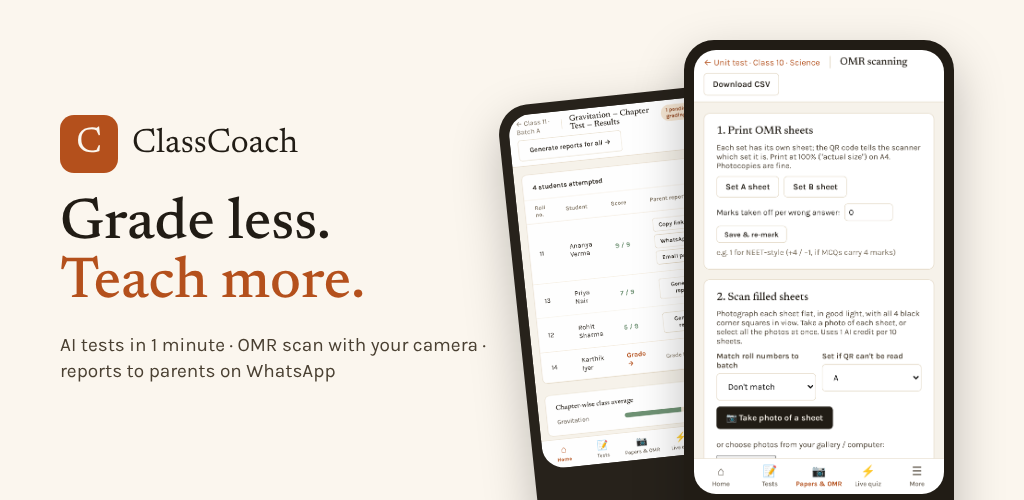 C ClassCoach
Grade less.
Teach more.
AI tests in 1 minute · OMR scan with your camera ·
reports to parents on WhatsApp
← Class 11 ·
Batch A
Gravitation – Chapter
Test – Results
1
Generate reports for all →
4 students attempted
Roll
no.
Student
Score
Parent
11
Ananya
Verma
9 / 9
Copy
Email
13
Priya
Nair
7 / 9
12
Rohit
Sharma
14
Karthik
Iyer
Grade
→
Chapter-wise class average
Gravitation
Home
Tests
Papers & OMR
← Unit test · Class 10 · Science
OMR scanning
Download CSV
1. Print OMR sheets
Each set has its own sheet; the QR code tells the scanner
which set it is. Print at 100% ("actual size") on A4.
Photocopies are fine.
Set A sheet
Set B sheet
Marks taken off per wrong answer:
0
Save & re-mark
e.g. 1 for NEET-style (+4 / −1, if MCQs carry 4 marks)
2. Scan filled sheets
Photograph each sheet flat, in good light, with all 4 black
corner squares in view. Take a photo of each sheet, or
select all the photos at once. Uses 1 AI credit per 10
sheets.
Match roll numbers to
batch
Set if QR can't be read
Don't match
A
Take photo of a sheet
or choose photos from your gallery / computer:
Home
Tests
Papers & OMR
Live quiz
More